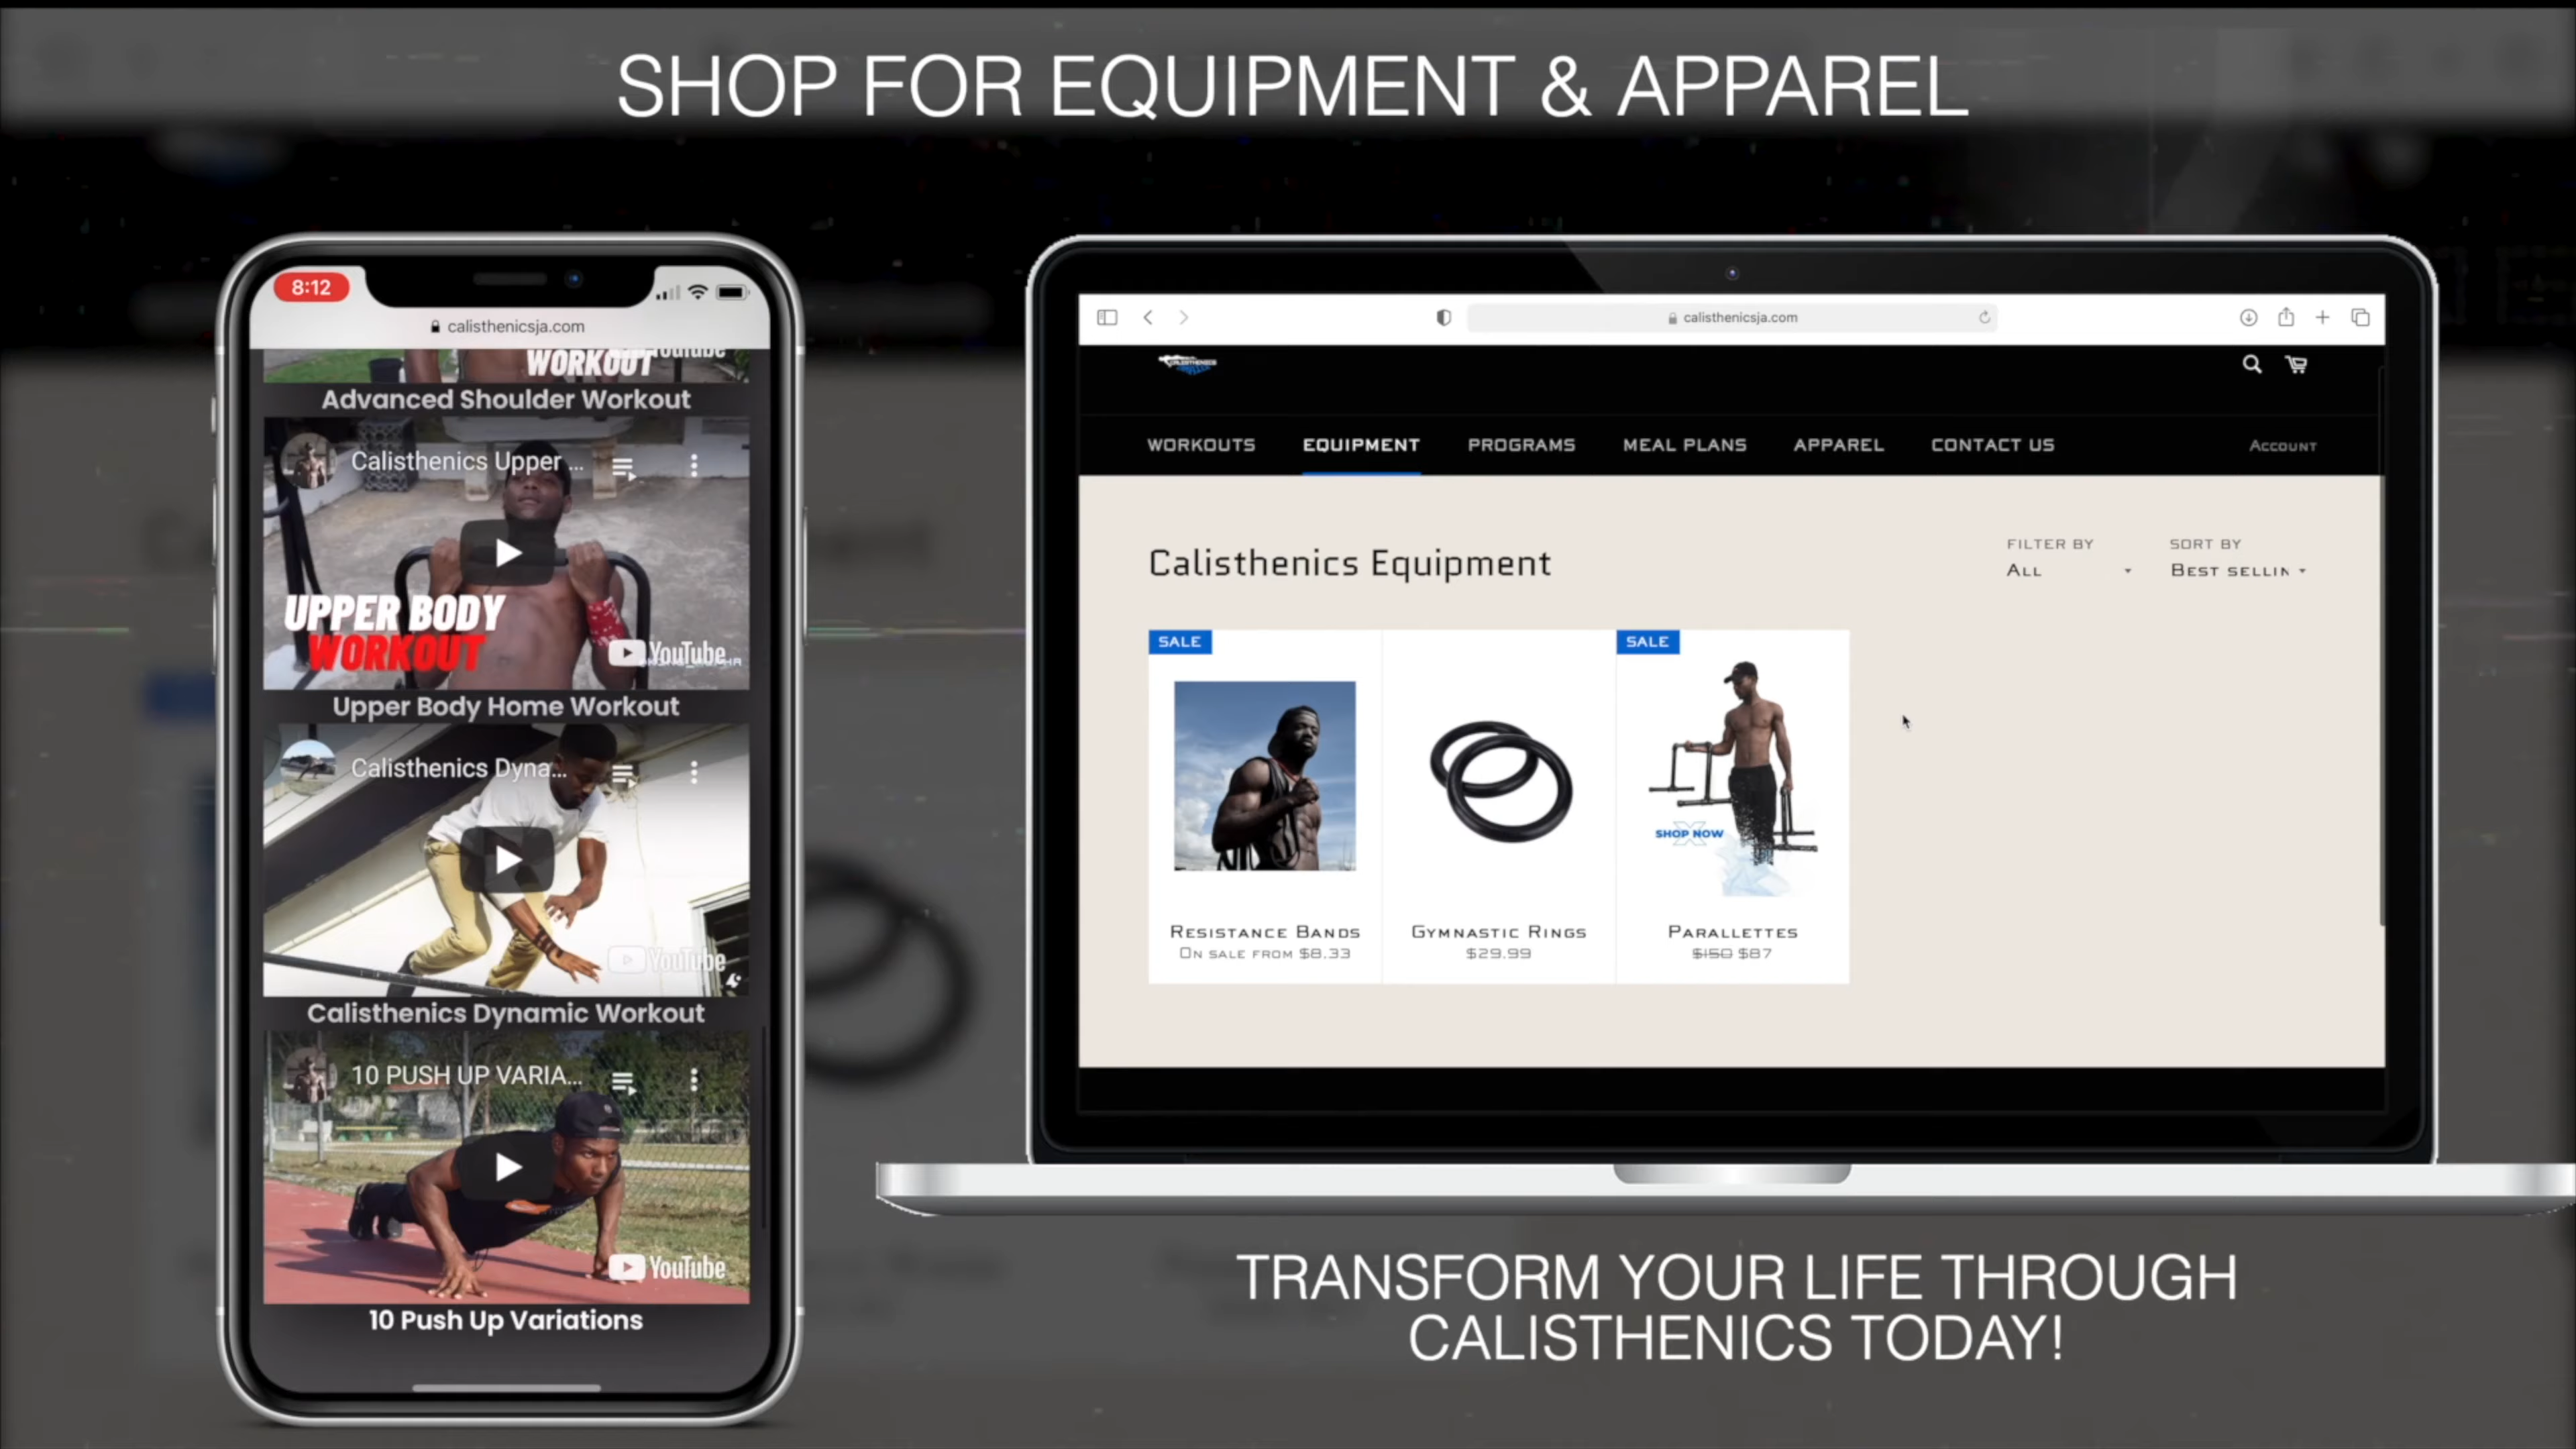 SHOP FOR EQUIPMENT & APPAREL
8:12
calisthenicsja.com
WORKOUT
YouTube
Advanced Shoulder Workout
Calisthenics Upper ...
UPPER BODY
WORKOUT
YouTube
Upper Body Home Workout
Calisthenics Dyna...
YouTube
Calisthenics Dynamic Workout
10 PUSH UP VARIA...
YouTube
10 Push Up Variations
calisthenicsja.com
CALISTHENICS
WORKOUTS EQUIPMENT PROGRAMS MEAL PLANS APPAREL CONTACT US ACCOUNT
Calisthenics Equipment
FILTER BY SORT BY
ALL BEST SELLIN
SALE SALE
SHOP NOW
RESISTANCE BANDS GYMNASTIC RINGS PARALLETTES
ON SALE FROM $8.33 $29.99 $150 $87
TRANSFORM YOUR LIFE THROUGH
CALISTHENICS TODAY!